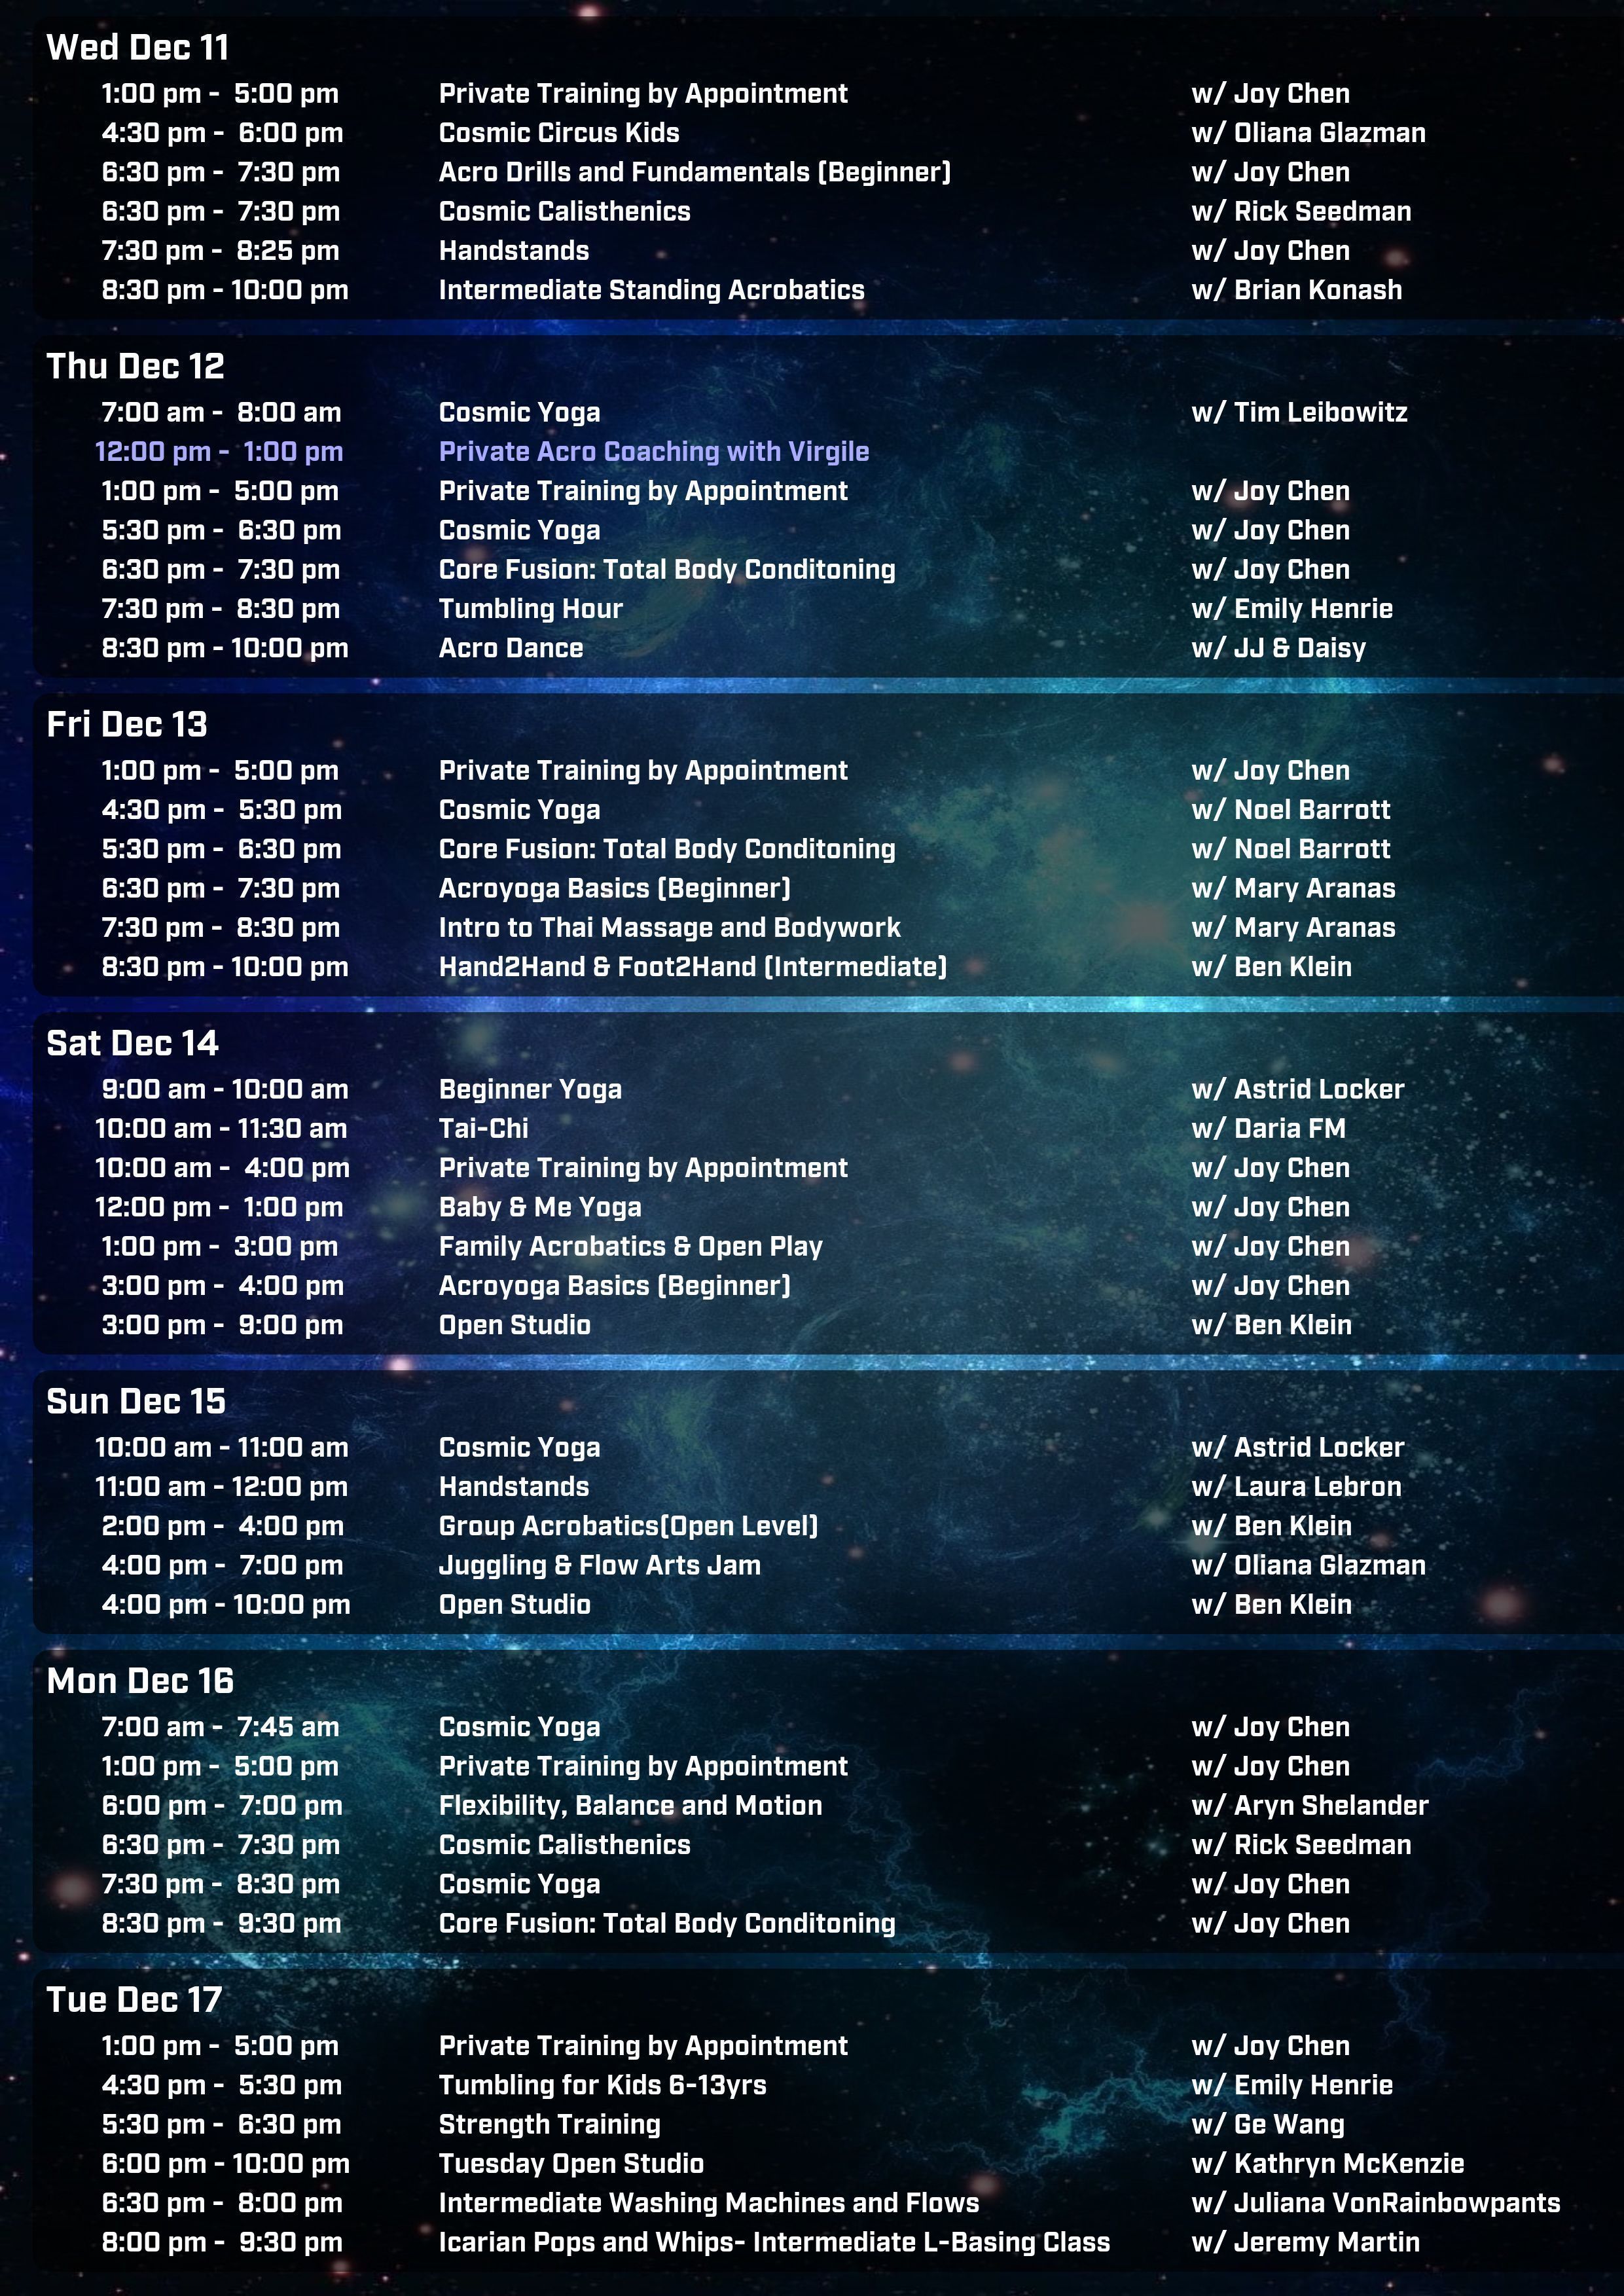 Wed Dec 11
1:00 pm - 5:00 pm Private Training by Appointment w/ Joy Chen
4:30 pm - 6:00 pm Cosmic Circus Kids w/ Oliana Glazman
6:30 pm - 7:30 pm Acro Drills and Fundamentals (Beginner) w/ Joy Chen
6:30 pm - 7:30 pm Cosmic Calisthenics w/ Rick Seedman
7:30 pm - 8:25 pm Handstands w/ Joy Chen
8:30 pm - 10:00 pm Intermediate Standing Acrobatics w/ Brian Konash
Thu Dec 12
7:00 am - 8:00 am Cosmic Yoga w/ Tim Leibowitz
12:00 pm - 1:00 pm Private Acro Coaching with Virgile
1:00 pm - 5:00 pm Private Training by Appointment w/ Joy Chen
5:30 pm - 6:30 pm Cosmic Yoga w/ Joy Chen
6:30 pm - 7:30 pm Core Fusion: Total Body Conditoning w/ Joy Chen
7:30 pm - 8:30 pm Tumbling Hour w/ Emily Henrie
8:30 pm - 10:00 pm Acro Dance w/ JJ & Daisy
Fri Dec 13
1:00 pm - 5:00 pm Private Training by Appointment w/ Joy Chen
4:30 pm - 5:30 pm Cosmic Yoga w/ Noel Barrott
5:30 pm - 6:30 pm Core Fusion: Total Body Conditoning w/ Noel Barrott
6:30 pm - 7:30 pm Acroyoga Basics (Beginner) w/ Mary Aranas
7:30 pm - 8:30 pm Intro to Thai Massage and Bodywork w/ Mary Aranas
8:30 pm - 10:00 pm Hand2Hand & Foot2Hand (Intermediate) w/ Ben Klein
Sat Dec 14
9:00 am - 10:00 am Beginner Yoga w/ Astrid Locker
10:00 am - 11:30 am Tai-Chi w/ Daria FM
10:00 am - 4:00 pm Private Training by Appointment w/ Joy Chen
12:00 pm - 1:00 pm Baby & Me Yoga w/ Joy Chen
1:00 pm - 3:00 pm Family Acrobatics & Open Play w/ Joy Chen
3:00 pm - 4:00 pm Acroyoga Basics (Beginner) w/ Joy Chen
3:00 pm - 9:00 pm Open Studio w/ Ben Klein
Sun Dec 15
10:00 am - 11:00 am Cosmic Yoga w/ Astrid Locker
11:00 am - 12:00 pm Handstands w/ Laura Lebron
2:00 pm - 4:00 pm Group Acrobatics(Open Level) w/ Ben Klein
4:00 pm - 7:00 pm Juggling & Flow Arts Jam w/ Oliana Glazman
4:00 pm - 10:00 pm Open Studio w/ Ben Klein
Mon Dec 16
7:00 am - 7:45 am Cosmic Yoga w/ Joy Chen
1:00 pm - 5:00 pm Private Training by Appointment w/ Joy Chen
6:00 pm - 7:00 pm Flexibility, Balance and Motion w/ Aryn Shelander
6:30 pm - 7:30 pm Cosmic Calisthenics w/ Rick Seedman
7:30 pm - 8:30 pm Cosmic Yoga w/ Joy Chen
8:30 pm - 9:30 pm Core Fusion: Total Body Conditoning w/ Joy Chen
Tue Dec 17
1:00 pm - 5:00 pm Private Training by Appointment w/ Joy Chen
4:30 pm - 5:30 pm Tumbling for Kids 6-13yrs w/ Emily Henrie
5:30 pm - 6:30 pm Strength Training w/ Ge Wang
6:00 pm - 10:00 pm Tuesday Open Studio w/ Kathryn McKenzie
6:30 pm - 8:00 pm Intermediate Washing Machines and Flows w/ Juliana VonRainbowpants
8:00 pm - 9:30 pm Icarian Pops and Whips- Intermediate L-Basing Class w/ Jeremy Martin